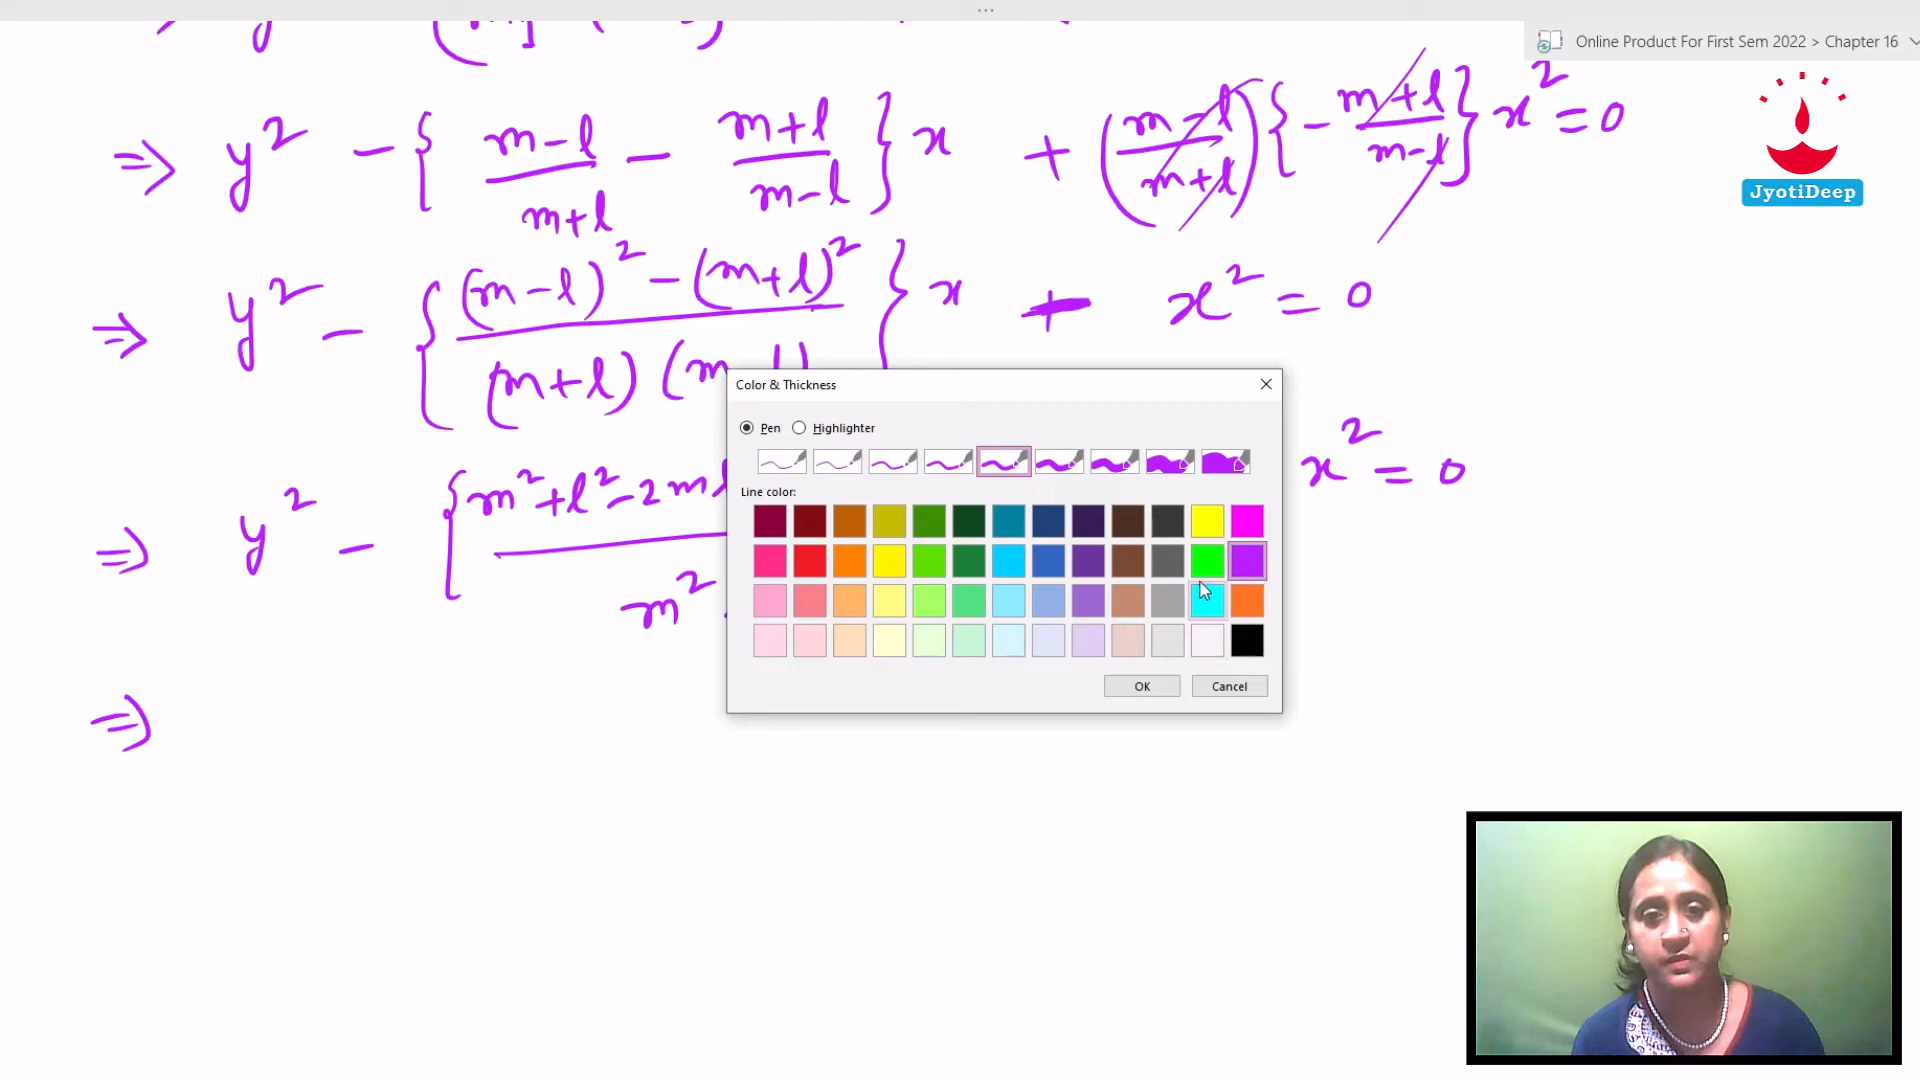 Online Product For First Sem 2022 > Chapter 16
⇒ y² - { (m-l)/(m+l) - (m+l)/(m-l) } x + ((m-l)/(m+l)) { - (m+l)/(m-l) } x² = 0
JyotiDeep
⇒ y² - { ((m-l)² - (m+l)²)/((m+l)(m-l)) } x - x² = 0
Color & Thickness
Pen Highlighter
Line color:
⇒ y² - { m²+l²-2ml
m²
x² = 0
OK Cancel
⇒